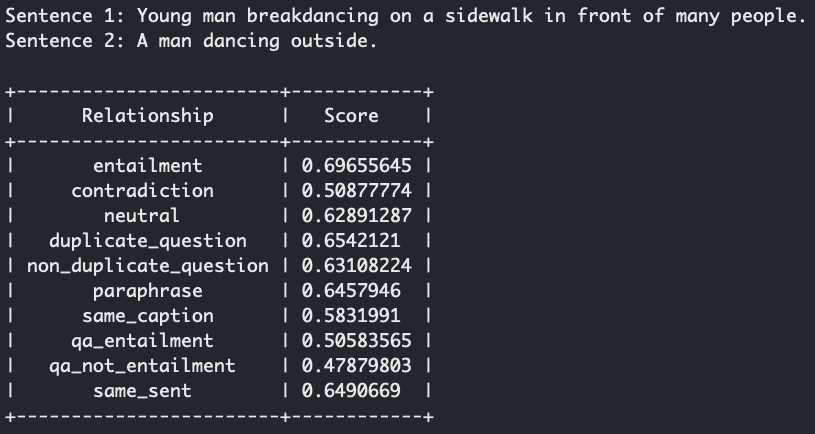 Sentence 1: Young man breakdancing on a sidewalk in front of many people.
Sentence 2: A man dancing outside.
+------------------------+------------+
|      Relationship      |   Score    |
+------------------------+------------+
|       entailment       | 0.69655645 |
|     contradiction      | 0.50877774 |
|        neutral         | 0.62891287 |
|   duplicate_question   | 0.6542121  |
| non_duplicate_question | 0.63108224 |
|       paraphrase       | 0.6457946  |
|      same_caption      | 0.5831991  |
|     qa_entailment      | 0.50583565 |
|   qa_not_entailment    | 0.47879803 |
|       same_sent        | 0.6490669  |
+------------------------+------------+